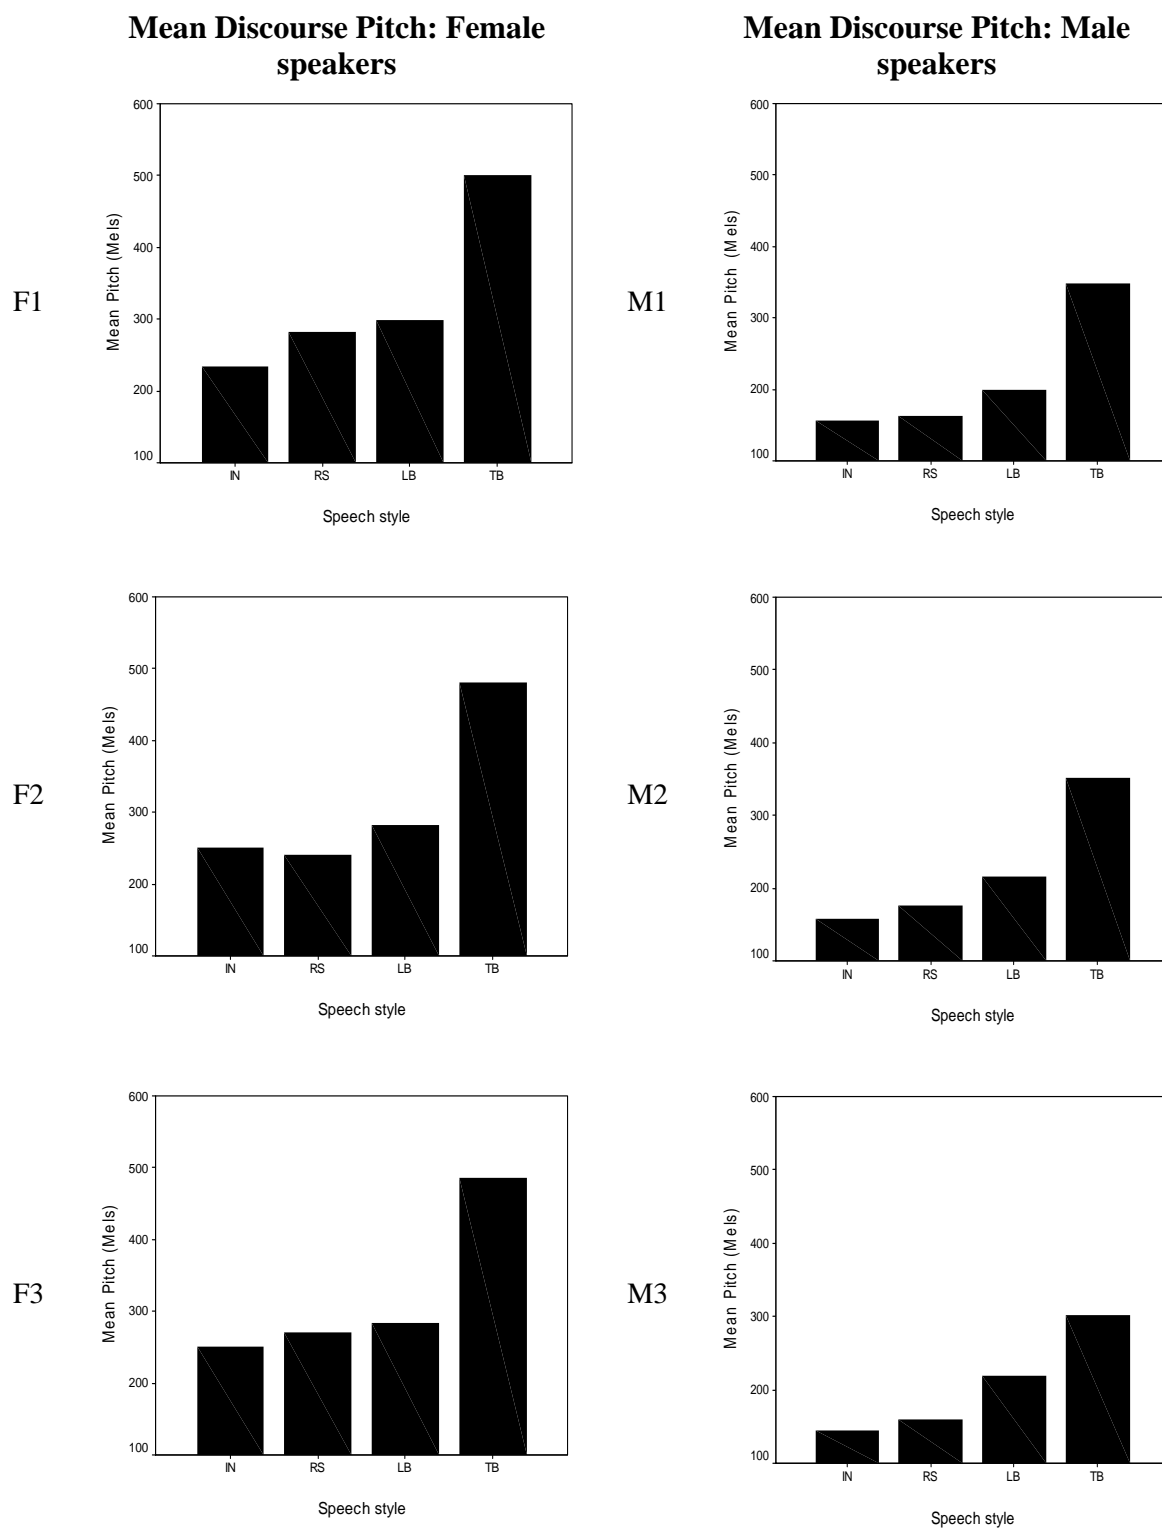 Mean Discourse Pitch: Female
speakers
Mean Discourse Pitch: Male
speakers
F1
Mean Pitch (Mels)
600
500
400
300
200
100
IN RS LB TB
Speech style
M1
Mean Pitch (Mels)
600
500
400
300
200
100
IN RS LB TB
Speech style
F2
Mean Pitch (Mels)
600
500
400
300
200
100
IN RS LB TB
Speech style
M2
Mean Pitch (Mels)
600
500
400
300
200
100
IN RS LB TB
Speech style
F3
Mean Pitch (Mels)
600
500
400
300
200
100
IN RS LB TB
Speech style
M3
Mean Pitch (Mels)
600
500
400
300
200
100
IN RS LB TB
Speech style